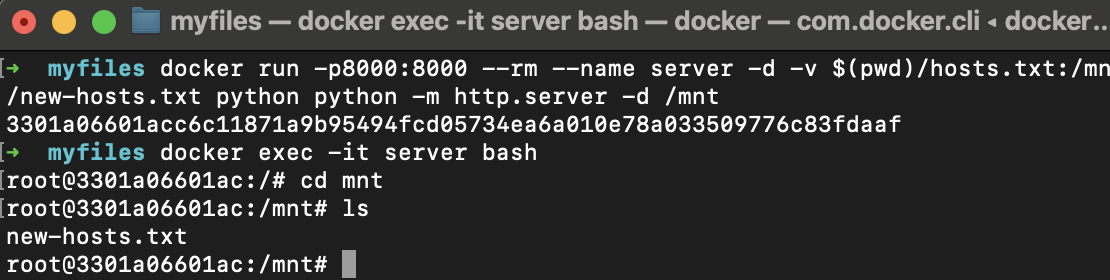 myfiles — docker exec -it server bash — docker — com.docker.cli ◂ docker...
[➜  myfiles docker run -p8000:8000 --rm --name server -d -v $(pwd)/hosts.txt:/mn
/new-hosts.txt python python -m http.server -d /mnt
3301a06601acc6c11871a9b95494fcd05734ea6a010e78a033509776c83fdaaf
[➜  myfiles docker exec -it server bash
[root@3301a06601ac:/# cd mnt
[root@3301a06601ac:/mnt# ls
new-hosts.txt
root@3301a06601ac:/mnt#